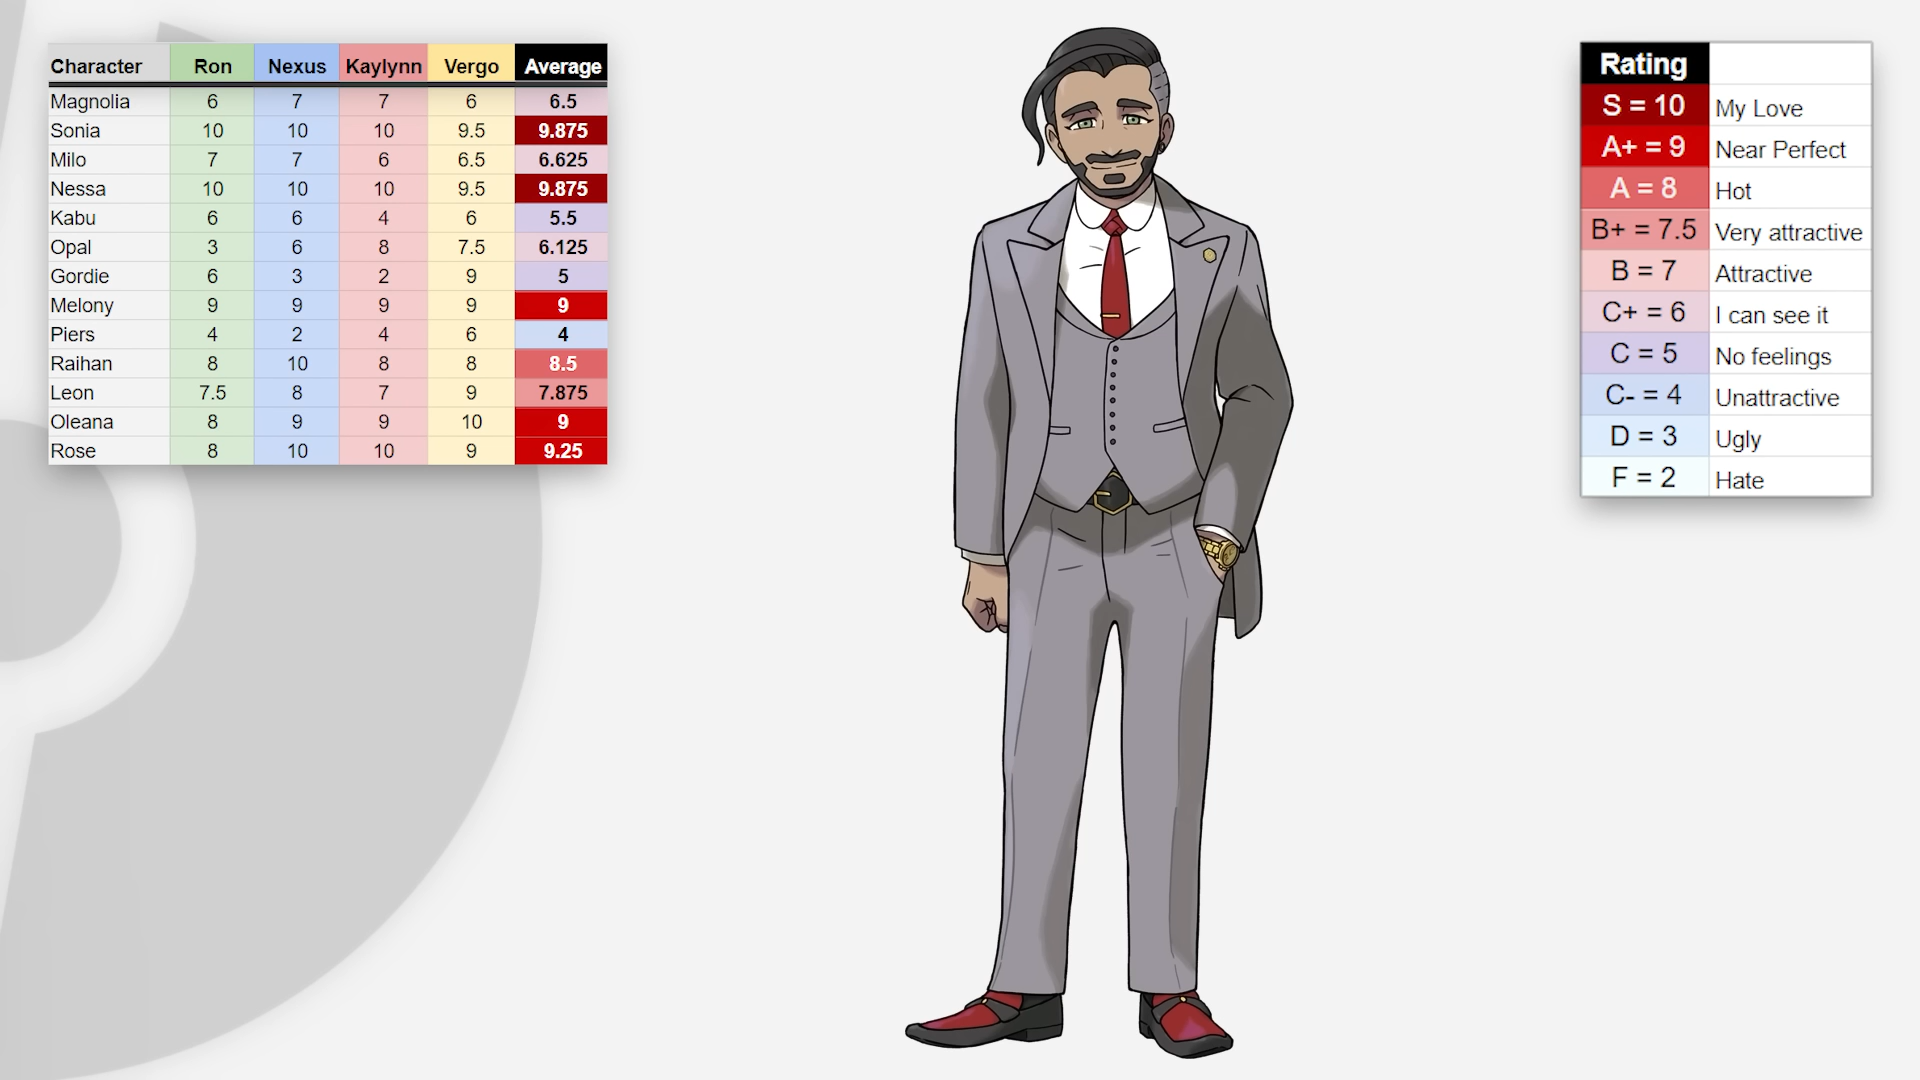 Character Ron Nexus Kaylynn Vergo Average
Magnolia 6 7 7 6 6.5
Sonia 10 10 10 9.5 9.875
Milo 7 7 6 6.5 6.625
Nessa 10 10 10 9.5 9.875
Kabu 6 6 4 6 5.5
Opal 3 6 8 7.5 6.125
Gordie 6 3 2 9 5
Melony 9 9 9 9 9
Piers 4 2 4 6 4
Raihan 8 10 8 8 8.5
Leon 7.5 8 7 9 7.875
Oleana 8 9 9 10 9
Rose 8 10 10 9 9.25
Rating
S = 10 My Love
A+ = 9 Near Perfect
A = 8 Hot
B+ = 7.5 Very attractive
B = 7 Attractive
C+ = 6 I can see it
C = 5 No feelings
C- = 4 Unattractive
D = 3 Ugly
F = 2 Hate